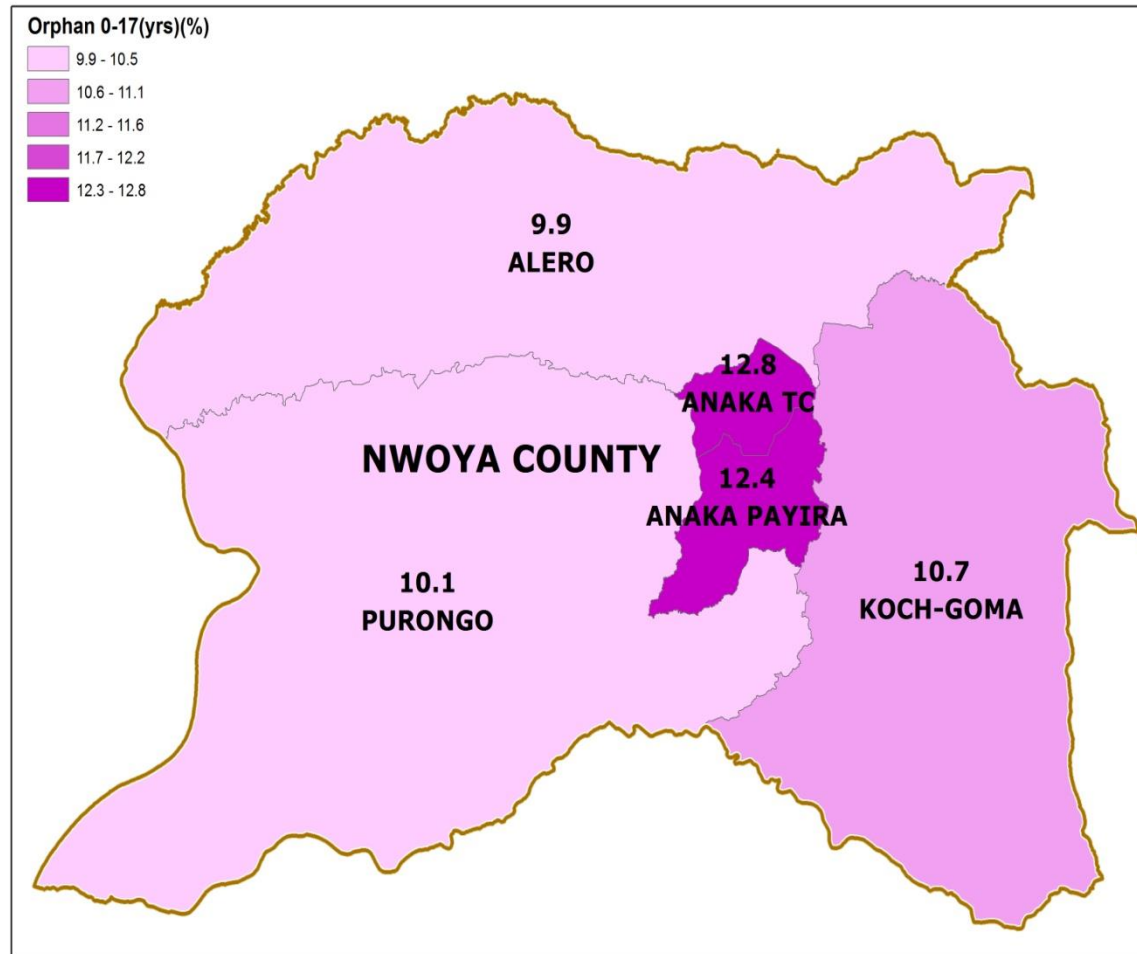 Orphan 0-17(yrs)(%)
9.9 - 10.5
10.6 - 11.1
11.2 - 11.6
11.7 - 12.2
12.3 - 12.8
9.9
ALERO
12.8
ANAKA TC
NWOYA COUNTY
12.4
ANAKA PAYIRA
10.1
PURONGO
10.7
KOCH-GOMA